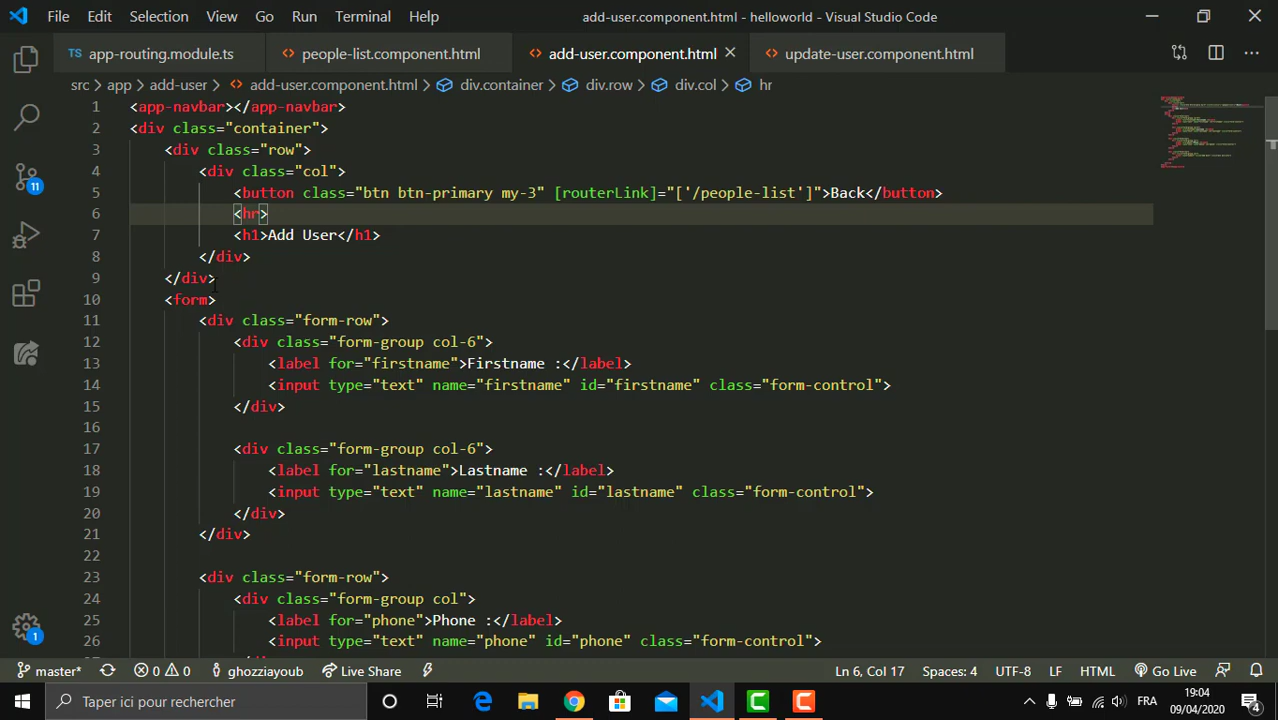 File Edit Selection View Go Run Terminal Help add-user.component.html - helloworld - Visual Studio Code
TS app-routing.module.ts people-list.component.html add-user.component.html update-user.component.html
src > app > add-user > add-user.component.html > div.container > div.row > div.col > hr
1 <app-navbar></app-navbar>
2 <div class="container">
3 <div class="row">
4 <div class="col">
5 <button class="btn btn-primary my-3" [routerLink]="['/people-list']">Back</button>
6 <hr>
7 <h1>Add User</h1>
8 </div>
9 </div>
10 <form>
11 <div class="form-row">
12 <div class="form-group col-6">
13 <label for="firstname">Firstname :</label>
14 <input type="text" name="firstname" id="firstname" class="form-control">
15 </div>
16
17 <div class="form-group col-6">
18 <label for="lastname">Lastname :</label>
19 <input type="text" name="lastname" id="lastname" class="form-control">
20 </div>
21 </div>
22
23 <div class="form-row">
24 <div class="form-group col">
25 <label for="phone">Phone :</label>
26 <input type="text" name="phone" id="phone" class="form-control">
11
1
master* 0 0 ghozziayoub Live Share Ln 6, Col 17 Spaces: 4 UTF-8 LF HTML Go Live
Taper ici pour rechercher FRA 19:04
09/04/2020 4